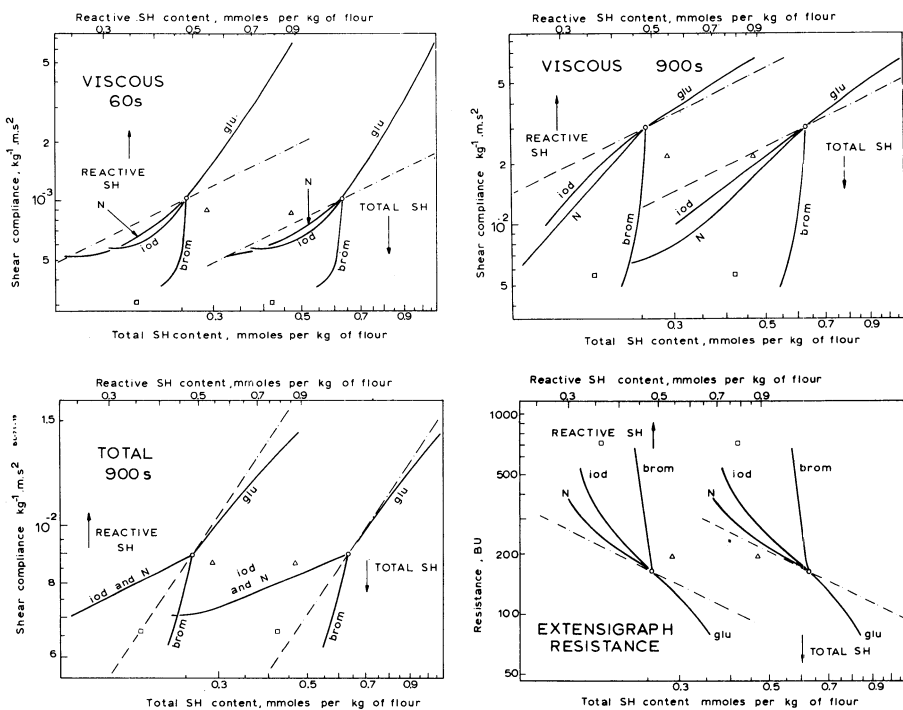 Reactive SH content, mmoles per kg of flour
0.3 0.5 0.7 0.9
VISCOUS
60s
REACTIVE
SH
N
iod
brom
glu
N
iod
brom
glu
TOTAL SH
5
2
10-3
5
Shear compliance, kg-1.m.s2
0.3 0.5 0.7 0.9
Total SH content, mmoles per kg of flour
Reactive SH content, mmoles per kg of flour
0.3 0.5 0.7 0.9
VISCOUS 900s
REACTIVE
SH
glu
iod
N
brom
glu
iod
N
brom
TOTAL SH
5
2
10-2
5
Shear compliance, kg-1.m.s2
0.3 0.5 0.7 0.9
Total SH content, mmoles per kg of flour
Reactive SH content, mmoles per kg of flour
0.3 0.5 0.7 0.9
TOTAL
900s
REACTIVE
SH
glu
iod and N
brom
iod
and N
glu
brom
TOTAL SH
1.5
10-2
8
6
Shear compliance kg-1.m.s2
0.3 0.5 0.7 0.9
Total SH content, mmoles per kg of flour
Reactive SH content, mmoles per kg of flour
0.3 0.5 0.7 0.9
REACTIVE SH
brom
iod
N
glu
brom
iod
N
glu
EXTENSIGRAPH
RESISTANCE
TOTAL SH
1000
500
200
100
50
Resistance, BU
0.3 0.5 0.7 0.9
Total SH content, mmoles per kg of flour